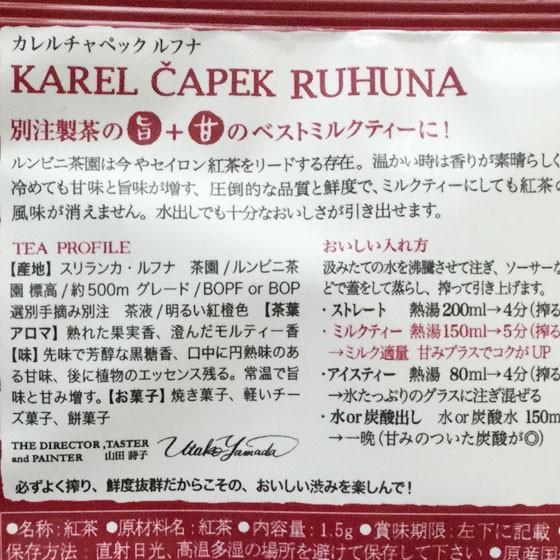 カレルチャペック ルフナ
KAREL ČAPEK RUHUNA
別注製茶の旨+甘のベストミルクティーに!
ルンビニ茶園は今やセイロン紅茶をリードする存在。温かい時は香りが素晴らしく
冷めても甘味と旨味が増す、圧倒的な品質と鮮度で、ミルクティーにしても紅茶の
風味が消えません。水出しでも十分なおいしさが引き出せます。
TEA PROFILE
【産地】スリランカ・ルフナ 茶園/ルンビニ茶
園 標高/約500m グレード/BOPF or BOP
選別手摘み別注 茶液/明るい紅橙色 【茶葉
アロマ】熟れた果実香、澄んだモルティー香
【味】先味で芳醇な黒糖香、口中に円熟味のあ
る甘味、後に植物のエッセンス残る。常温で旨
味と甘み増す。【お菓子】焼き菓子、軽いチー
ズ菓子、餅菓子
THE DIRECTOR ,TASTER
and PAINTER 山田 詩子
Utako Yamada
おいしい入れ方
汲みたての水を沸騰させて注ぎ、ソーサーな
どで蓋をして蒸らし、搾って引き上げます。
・ストレート 熱湯200ml→4分(搾る
・ミルクティー 熱湯150ml→5分(搾る
→ミルク適量 甘みプラスでコクがUP
・アイスティー 熱湯 80ml→4分(搾る
→氷たっぷりのグラスに注ぎ混ぜる
・水or炭酸出し 水or炭酸水 150m
→一晩(甘みのついた炭酸が◎)
必ずよく搾り、鮮度抜群だからこその、おいしい渋みを楽しんで!
●名称:紅茶 ●原材料名:紅茶 ●内容量:1.5g ●賞味期限:左下に記載
保存方法: 直射日光、高温多湿の場所を避けて保存して下さい ●原産国